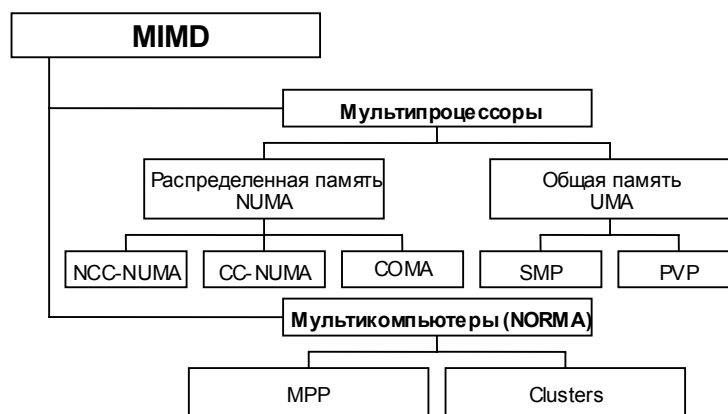 MIMD
Мультипроцессоры
Распределенная память
NUMA
Общая память
UMA
NCC-NUMA
CC-NUMA
COMA
SMP
PVP
Мультикомпьютеры (NORMA)
MPP
Clusters